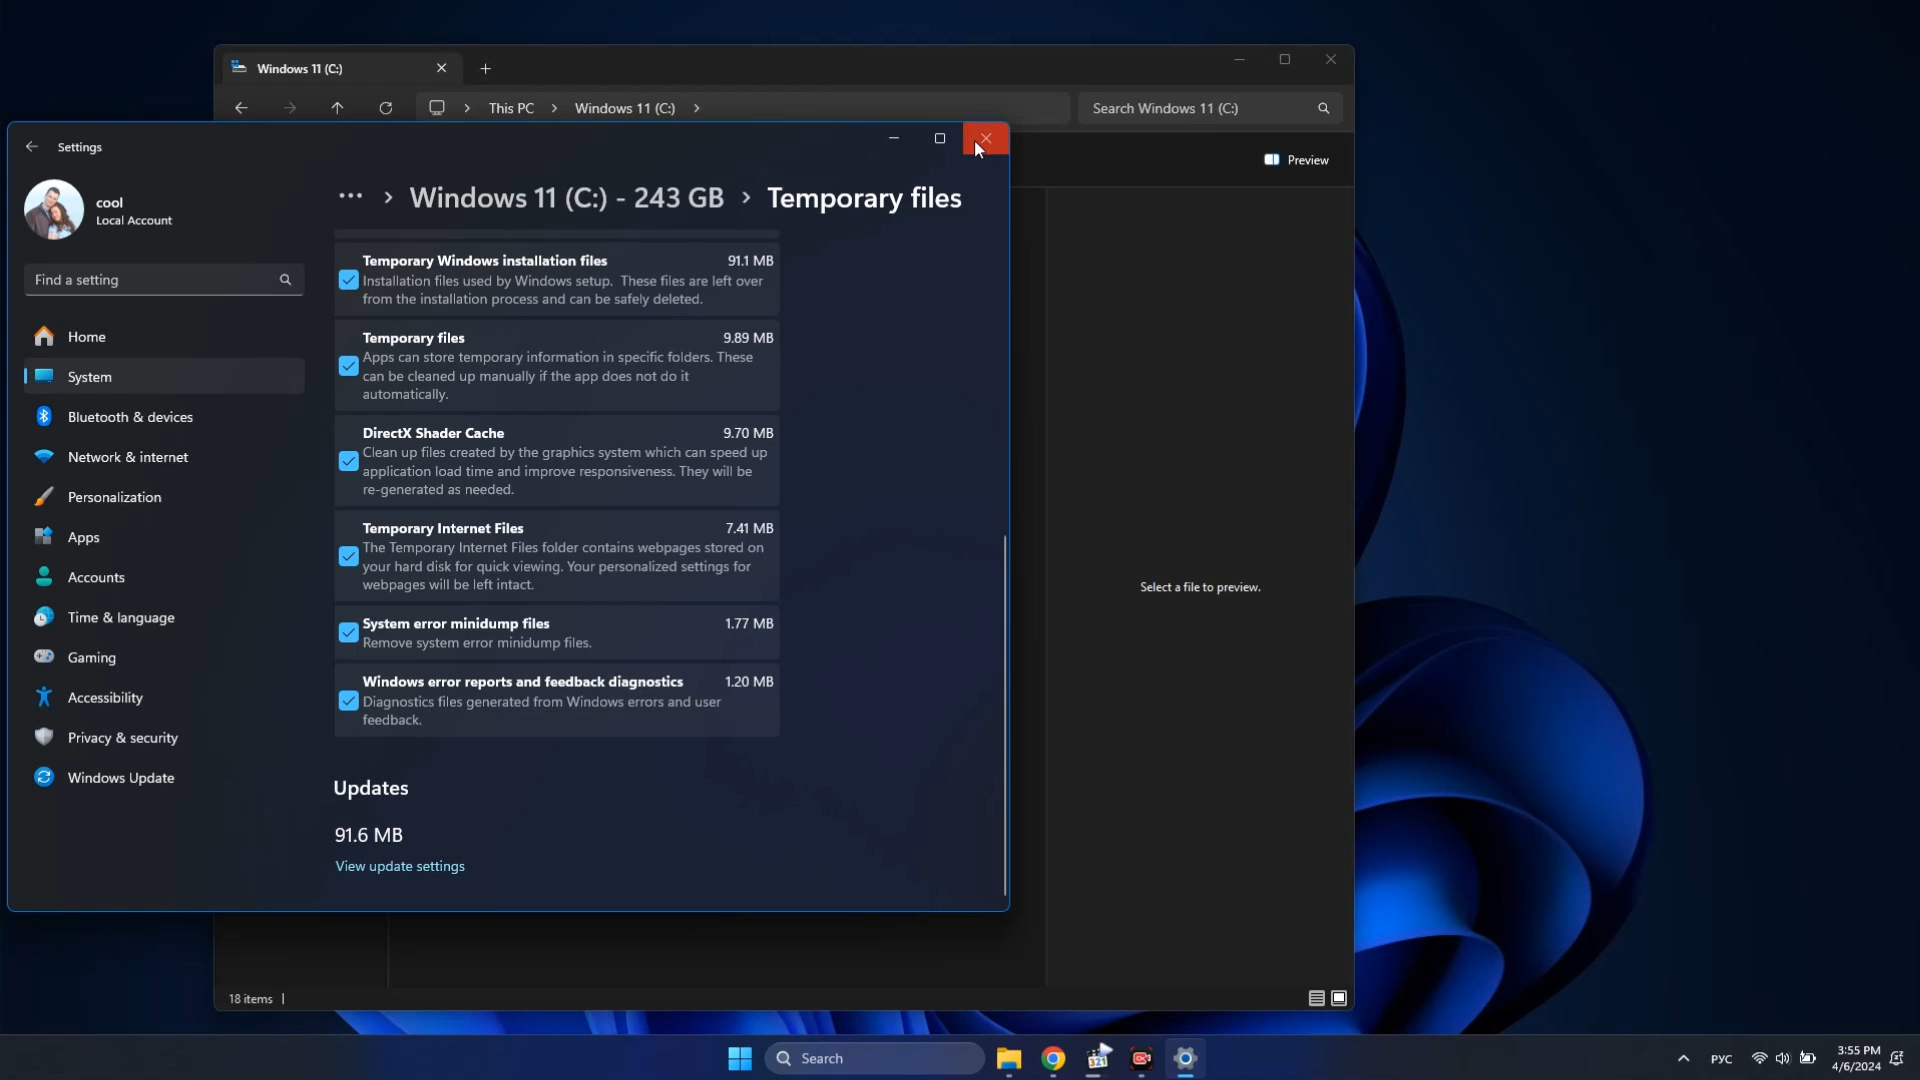 Windows 11 (C:)
This PC > Windows 11 (C:) >
Search Windows 11 (C:)
Preview
Select a file to preview.
18 items
Settings
cool
Local Account
Find a setting
Home
System
Bluetooth & devices
Network & internet
Personalization
Apps
Accounts
Time & language
Gaming
Accessibility
Privacy & security
Windows Update
… > Windows 11 (C:) - 243 GB > Temporary files
Temporary Windows installation files 91.1 MB
Installation files used by Windows setup. These files are left over
from the installation process and can be safely deleted.
Temporary files 9.89 MB
Apps can store temporary information in specific folders. These
can be cleaned up manually if the app does not do it
automatically.
DirectX Shader Cache 9.70 MB
Clean up files created by the graphics system which can speed up
application load time and improve responsiveness. They will be
re-generated as needed.
Temporary Internet Files 7.41 MB
The Temporary Internet Files folder contains webpages stored on
your hard disk for quick viewing. Your personalized settings for
webpages will be left intact.
System error minidump files 1.77 MB
Remove system error minidump files.
Windows error reports and feedback diagnostics 1.20 MB
Diagnostics files generated from Windows errors and user
feedback.
Updates
91.6 MB
View update settings
Search
321
РУС
3:55 PM
4/6/2024